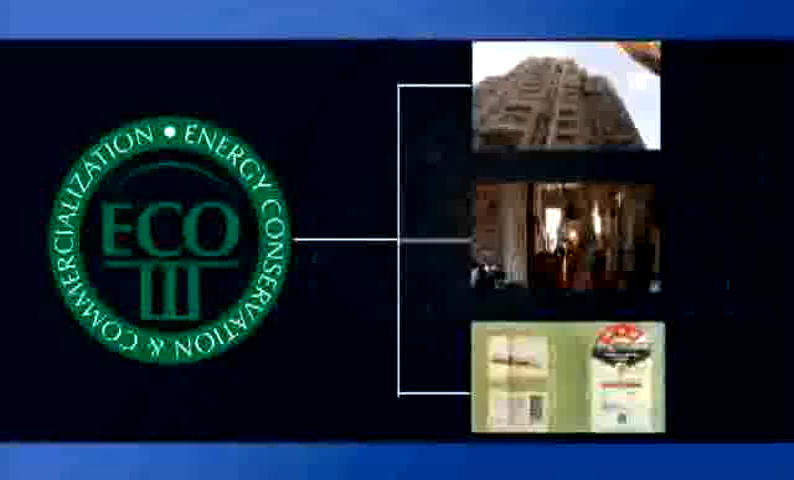 ENERGY CONSERVATION & COMMERCIALIZATION •
ECO
III